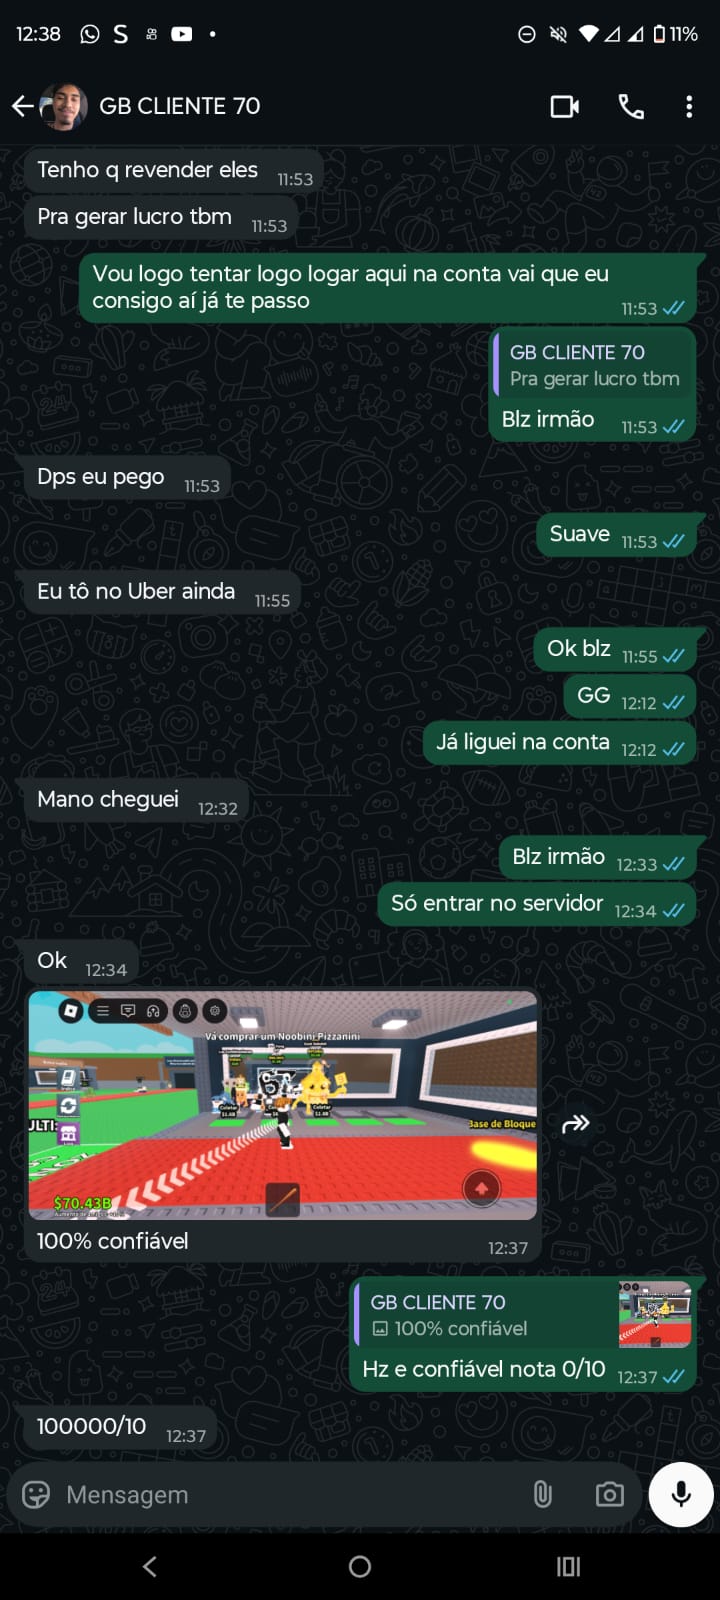 12:38
11%
GB CLIENTE 70
Tenho q revender eles 11:53
Pra gerar lucro tbm 11:53
Vou logo tentar logo logar aqui na conta vai que eu
consigo aí já te passo 11:53
GB CLIENTE 70
Pra gerar lucro tbm
Blz irmão 11:53
Dps eu pego 11:53
Suave 11:53
Eu tô no Uber ainda 11:55
Ok blz 11:55
GG 12:12
Já liguei na conta 12:12
Mano cheguei 12:32
Blz irmão 12:33
Só entrar no servidor 12:34
Ok 12:34
Vá comprar um Noobini Pizzanini
67
Coletar
Coletar
Base de Bloque
$70.43B
100% confiável 12:37
GB CLIENTE 70
100% confiável
Hz e confiável nota 0/10 12:37
100000/10 12:37
Mensagem